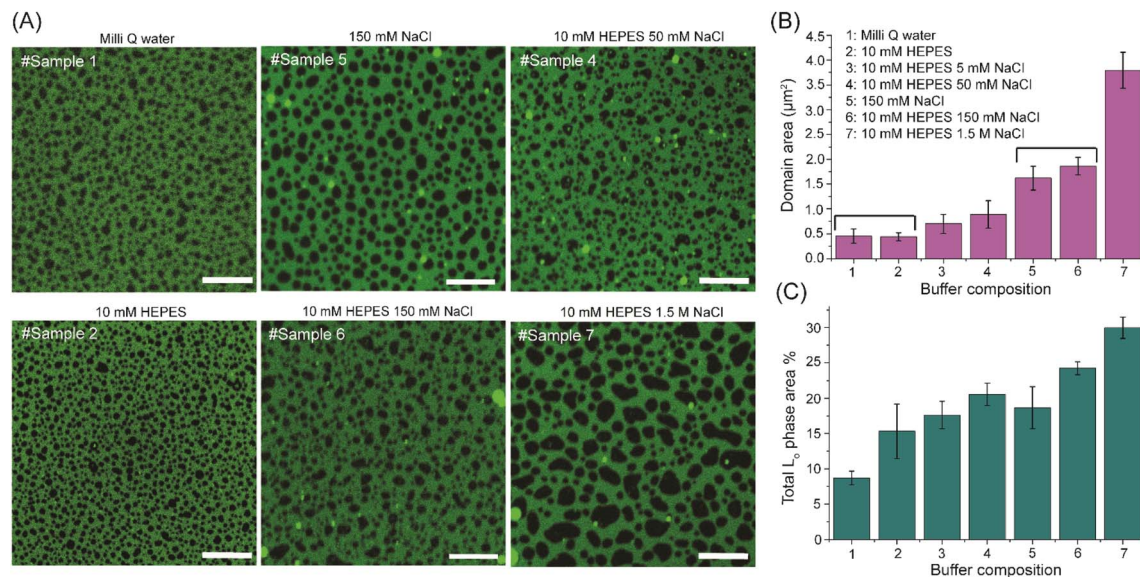 (A)
Milli Q water
150 mM NaCl
10 mM HEPES 50 mM NaCl
#Sample 1
#Sample 5
#Sample 4
10 mM HEPES
10 mM HEPES 150 mM NaCl
10 mM HEPES 1.5 M NaCl
#Sample 2
#Sample 6
#Sample 7
(B)
Domain area (µm²)
4.5
4.0
3.5
3.0
2.5
2.0
1.5
1.0
0.5
0.0
1: Milli Q water
2: 10 mM HEPES
3: 10 mM HEPES 5 mM NaCl
4: 10 mM HEPES 50 mM NaCl
5: 150 mM NaCl
6: 10 mM HEPES 150 mM NaCl
7: 10 mM HEPES 1.5 M NaCl
1 2 3 4 5 6 7
Buffer composition
(C)
Total Lₒ phase area %
30
25
20
15
10
5
0
1 2 3 4 5 6 7
Buffer composition